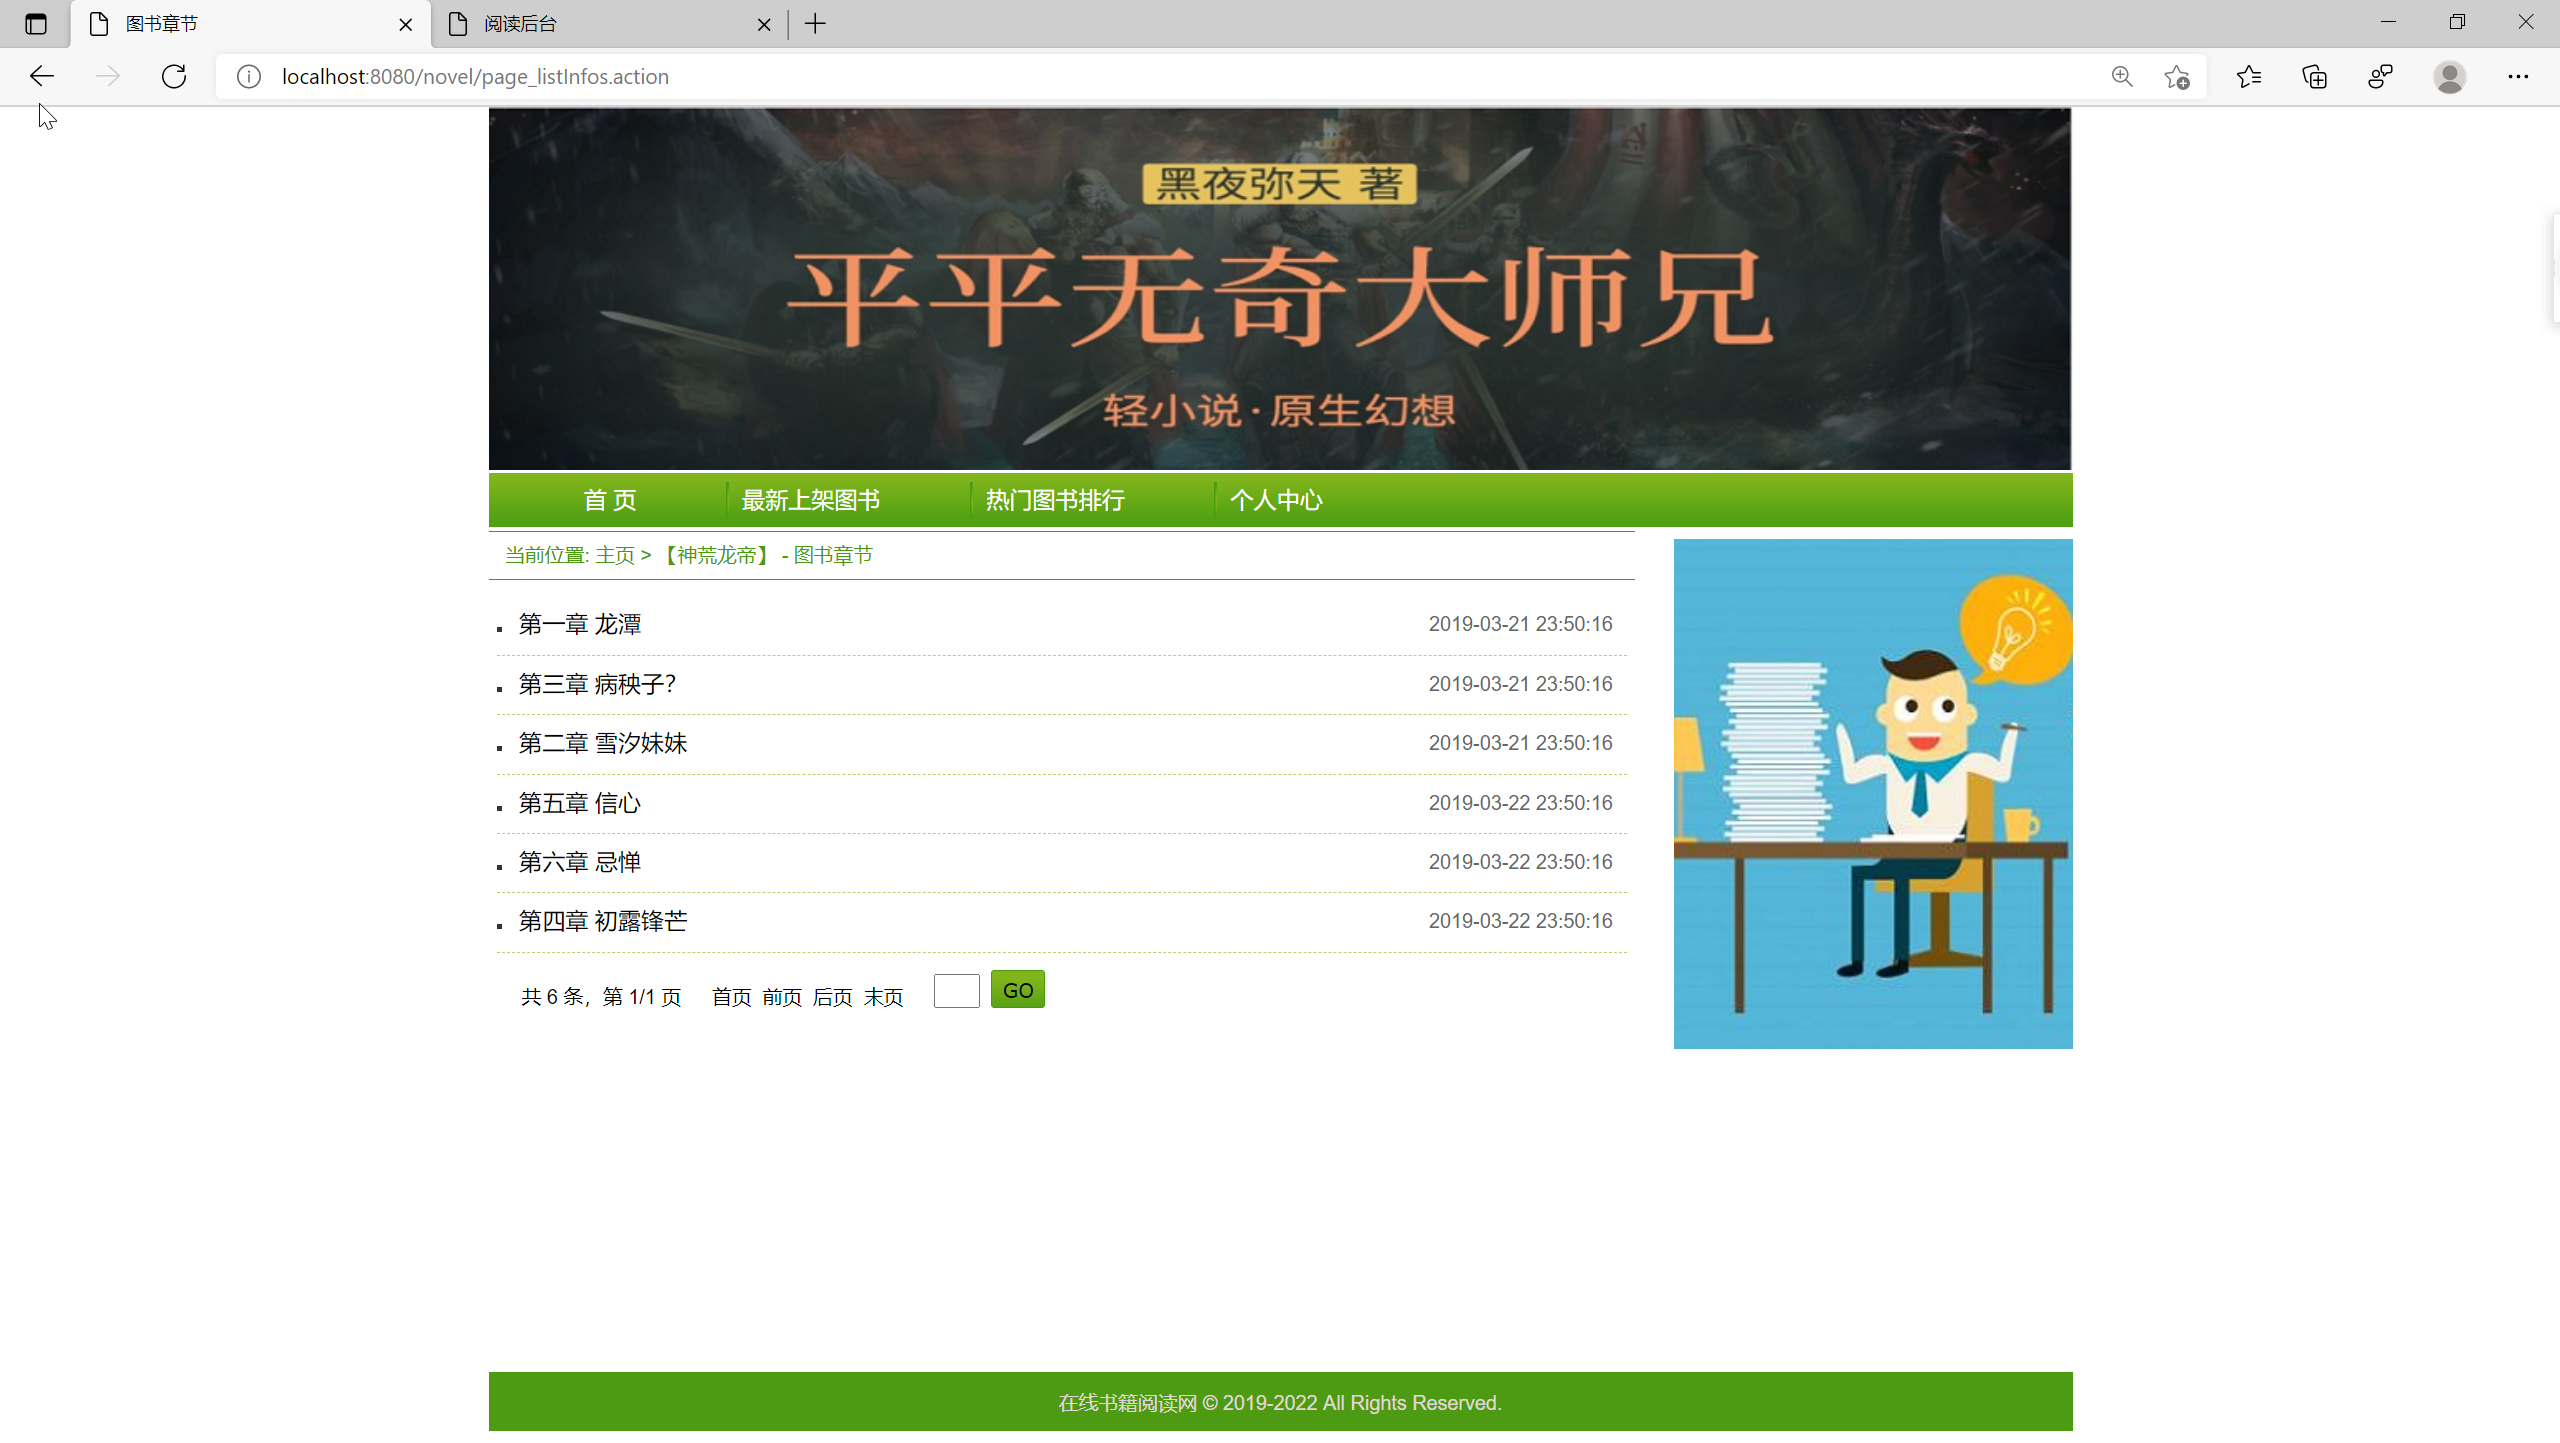 图书章节
阅读后台
localhost:8080/novel/page_listInfos.action
黑夜弥天 著
平平无奇大师兄
轻小说·原生幻想
首 页 最新上架图书 热门图书排行 个人中心
当前位置: 主页 > 【神荒龙帝】 - 图书章节
第一章 龙潭 2019-03-21 23:50:16
第三章 病秧子? 2019-03-21 23:50:16
第二章 雪汐妹妹 2019-03-21 23:50:16
第五章 信心 2019-03-22 23:50:16
第六章 忌惮 2019-03-22 23:50:16
第四章 初露锋芒 2019-03-22 23:50:16
共 6 条, 第 1/1 页 首页 前页 后页 末页 GO
在线书籍阅读网 © 2019-2022 All Rights Reserved.